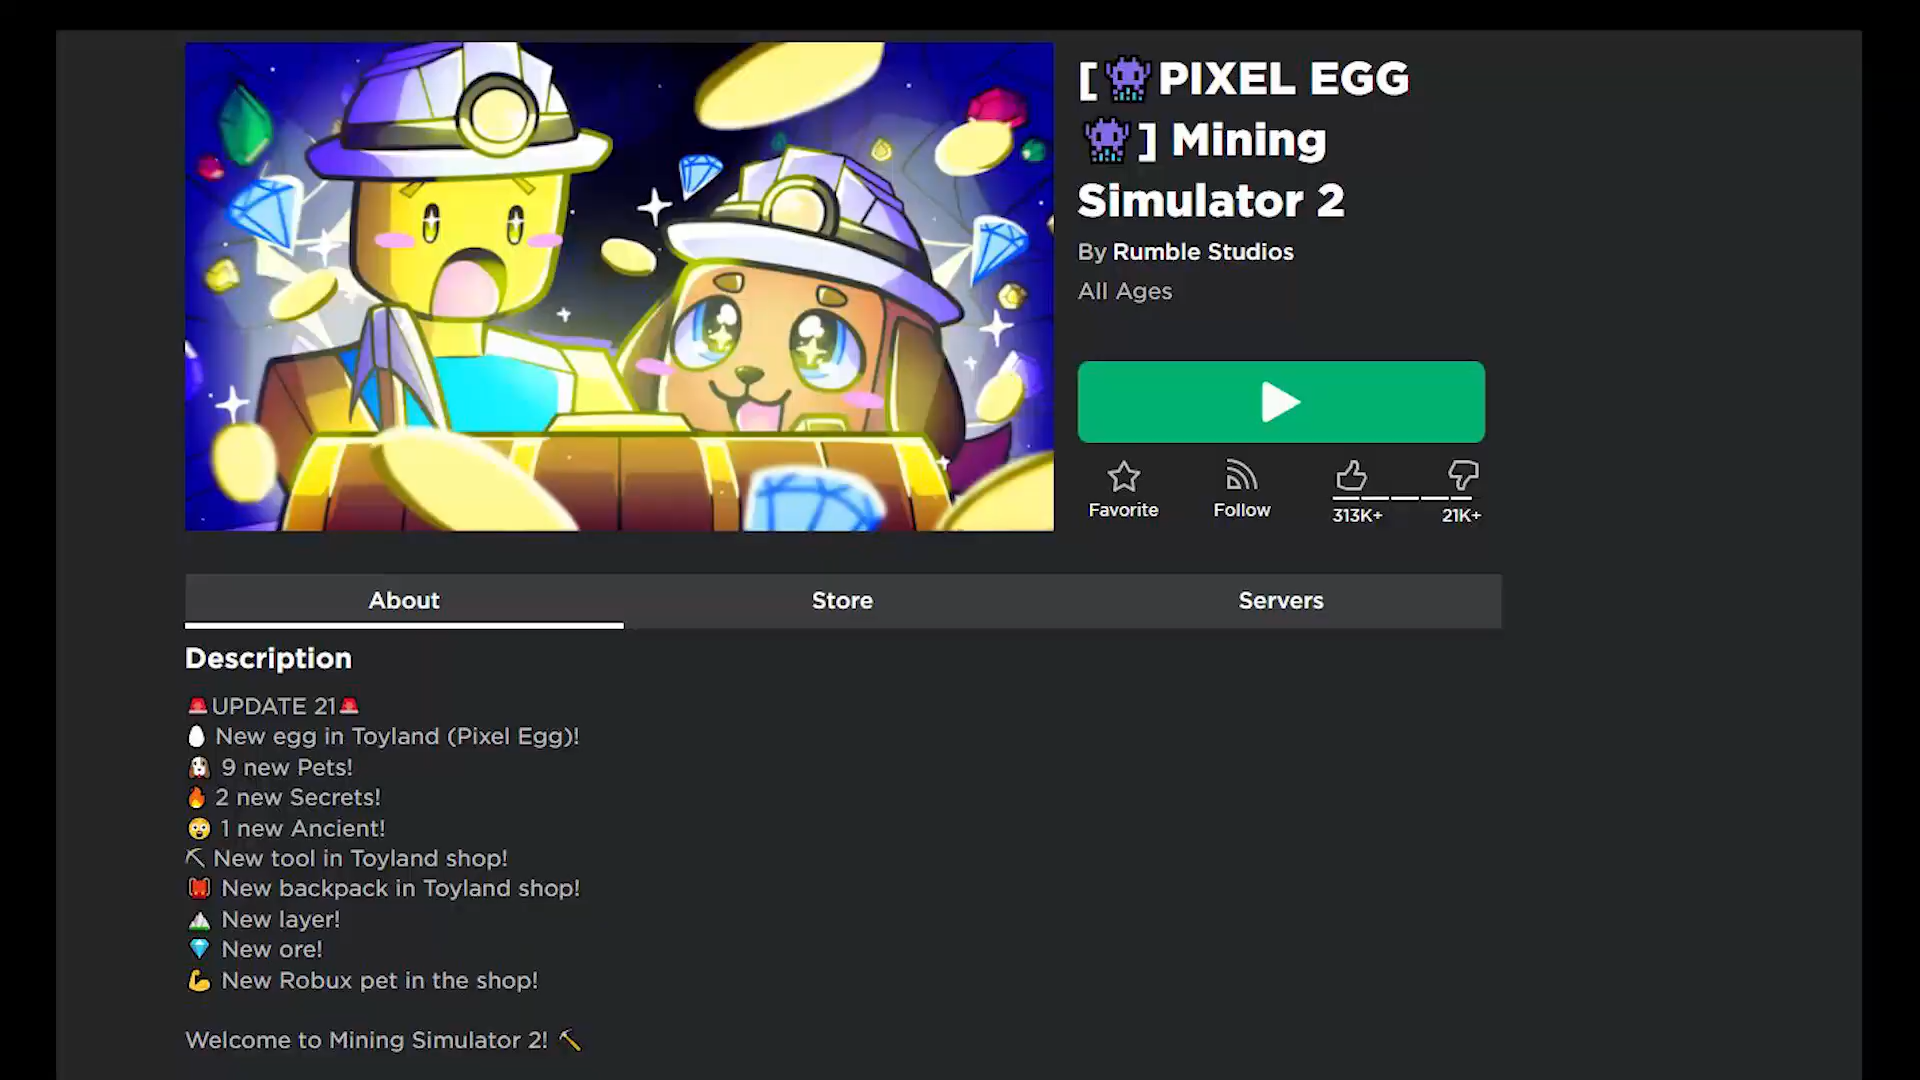 [👾PIXEL EGG
👾] Mining
Simulator 2
By Rumble Studios
All Ages
Favorite
Follow
313K+
21K+
About
Store
Servers
Description
🚨UPDATE 21🚨
🥚 New egg in Toyland (Pixel Egg)!
🐶 9 new Pets!
🔥 2 new Secrets!
😲 1 new Ancient!
⛏ New tool in Toyland shop!
🎒 New backpack in Toyland shop!
⛰ New layer!
💎 New ore!
💪 New Robux pet in the shop!
Welcome to Mining Simulator 2! ⛏